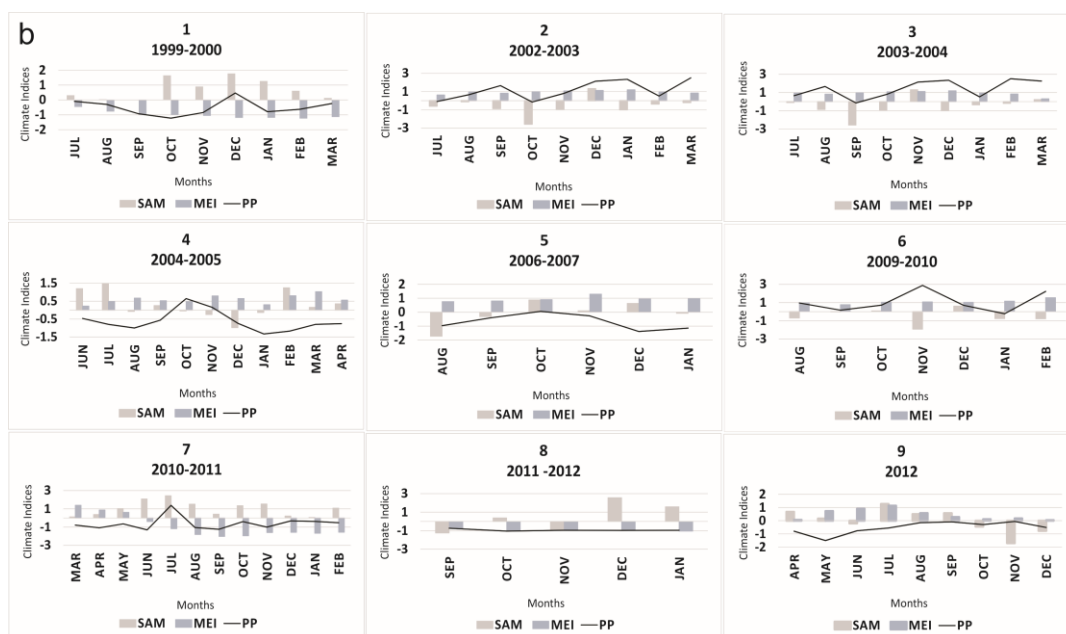 b
1
1999-2000
Climate Indices
2
1
0
-1
-2
JUL AUG SEP OCT NOV DEC JAN FEB MAR
Months
SAM MEI PP
2
2002-2003
Climate Indices
3
1
-1
-3
JUL AUG SEP OCT NOV DEC JAN FEB MAR
Months
SAM MEI PP
3
2003-2004
Climate Indices
3
1
-1
-3
JUL AUG SEP OCT NOV DEC JAN FEB MAR
Months
SAM MEI PP
4
2004-2005
Climate Indices
1.5
0.5
-0.5
-1.5
JUN JUL AUG SEP OCT NOV DEC JAN FEB MAR APR
Months
SAM MEI PP
5
2006-2007
Climate Indices
2
1
0
-1
-2
AUG SEP OCT NOV DEC JAN
Months
SAM MEI PP
6
2009-2010
Climate Indices
3
1
-1
-3
AUG SEP OCT NOV DEC JAN FEB
Months
SAM MEI PP
7
2010-2011
Climate Indices
3
1
-1
-3
MAR APR MAY JUN JUL AUG SEP OCT NOV DEC JAN FEB
Months
SAM MEI PP
8
2011 -2012
Climate Indices
3
1
-1
-3
SEP OCT NOV DEC JAN
Months
SAM MEI PP
9
2012
Climate Indices
2
1
0
-1
-2
APR MAY JUN JUL AUG SEP OCT NOV DEC
Months
SAM MEI PP